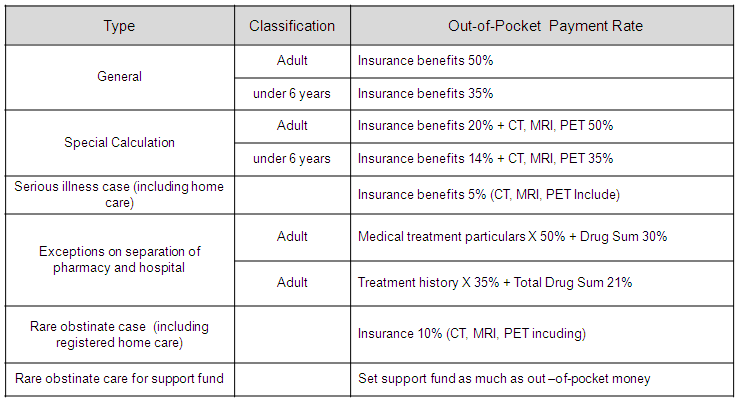 Type Classification Out-of-Pocket Payment Rate
General
Adult Insurance benefits 50%
under 6 years Insurance benefits 35%
Special Calculation
Adult Insurance benefits 20% + CT, MRI, PET 50%
under 6 years Insurance benefits 14% + CT, MRI, PET 35%
Serious illness case (including home
care)
Insurance benefits 5% (CT, MRI, PET Include)
Exceptions on separation of
pharmacy and hospital
Adult Medical treatment particulars X 50% + Drug Sum 30%
Adult Treatment history X 35% + Total Drug Sum 21%
Rare obstinate case (including
registered home care)
Insurance 10% (CT, MRI, PET incuding)
Rare obstinate care for support fund Set support fund as much as out –of-pocket money